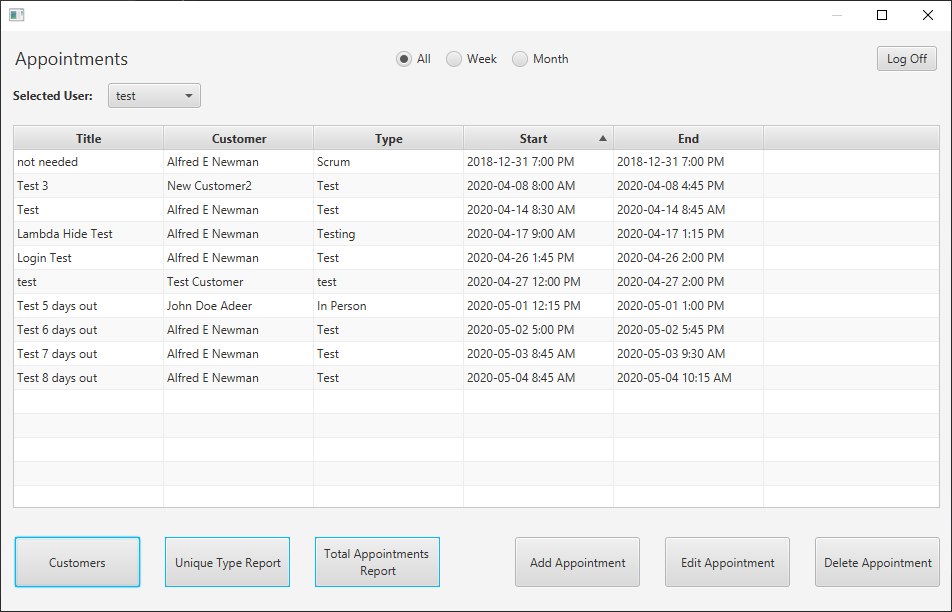 Appointments
All Week Month
Log Off
Selected User: test
Title Customer Type Start End
not needed Alfred E Newman Scrum 2018-12-31 7:00 PM 2018-12-31 7:00 PM
Test 3 New Customer2 Test 2020-04-08 8:00 AM 2020-04-08 4:45 PM
Test Alfred E Newman Test 2020-04-14 8:30 AM 2020-04-14 8:45 AM
Lambda Hide Test Alfred E Newman Testing 2020-04-17 9:00 AM 2020-04-17 1:15 PM
Login Test Alfred E Newman Test 2020-04-26 1:45 PM 2020-04-26 2:00 PM
test Test Customer test 2020-04-27 12:00 PM 2020-04-27 2:00 PM
Test 5 days out John Doe Adeer In Person 2020-05-01 12:15 PM 2020-05-01 1:00 PM
Test 6 days out Alfred E Newman Test 2020-05-02 5:00 PM 2020-05-02 5:45 PM
Test 7 days out Alfred E Newman Test 2020-05-03 8:45 AM 2020-05-03 9:30 AM
Test 8 days out Alfred E Newman Test 2020-05-04 8:45 AM 2020-05-04 10:15 AM
Customers
Unique Type Report
Total Appointments
Report
Add Appointment
Edit Appointment
Delete Appointment